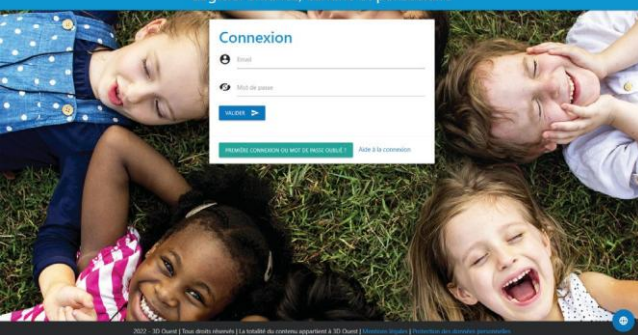 Connexion
Email
Mot de passe
VALIDER
PREMIÈRE CONNEXION OU MOT DE PASSE OUBLIÉ ?
Aide à la connexion
2022 - 3D Ouest | Tous droits réservés | La totalité du contenu appartient à 3D Ouest | Mentions légales | Protection des données personnelles